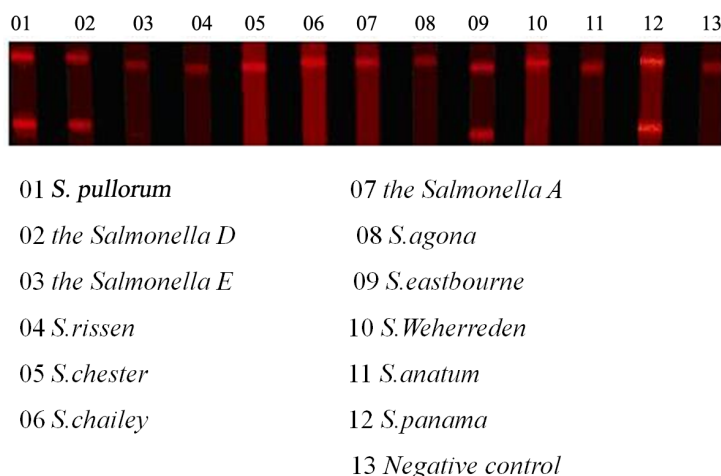 01 02 03 04 05 06 07 08 09 10 11 12 13
01 S. pullorum
02 the Salmonella D
03 the Salmonella E
04 S.rissen
05 S.chester
06 S.chailey
07 the Salmonella A
08 S.agona
09 S.eastbourne
10 S.Weherreden
11 S.anatum
12 S.panama
13 Negative control